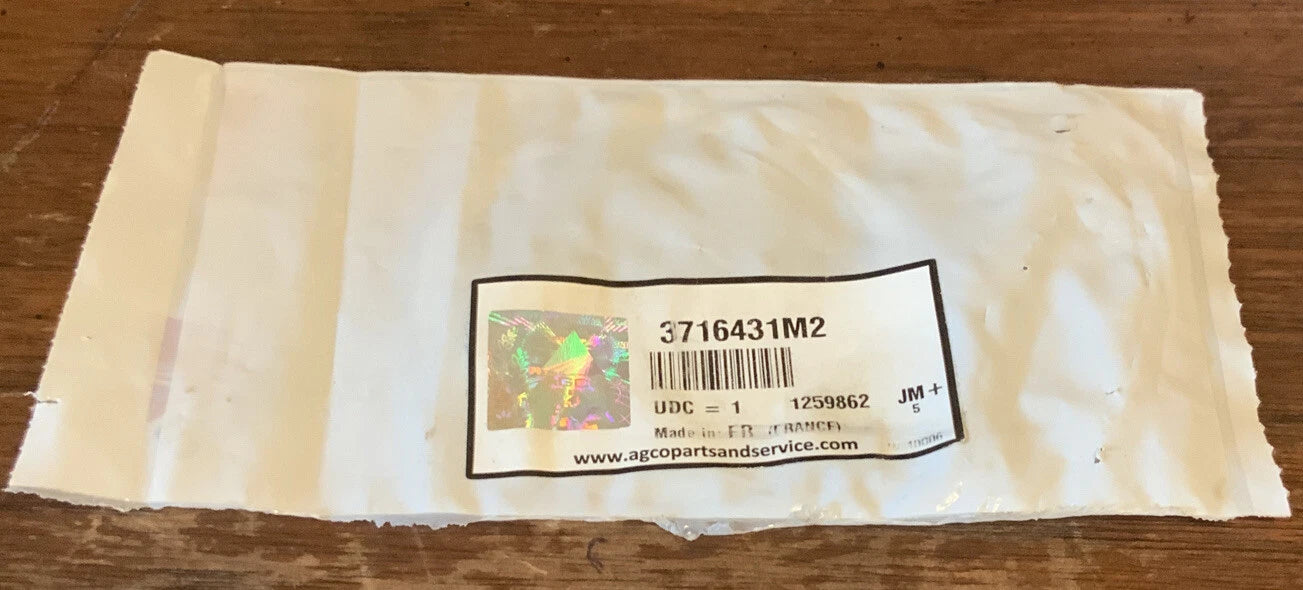 3716431M2
UDC = 1 1259862 JM+
5
Made in: FR (FRANCE)
www.agcopartsandservice.com